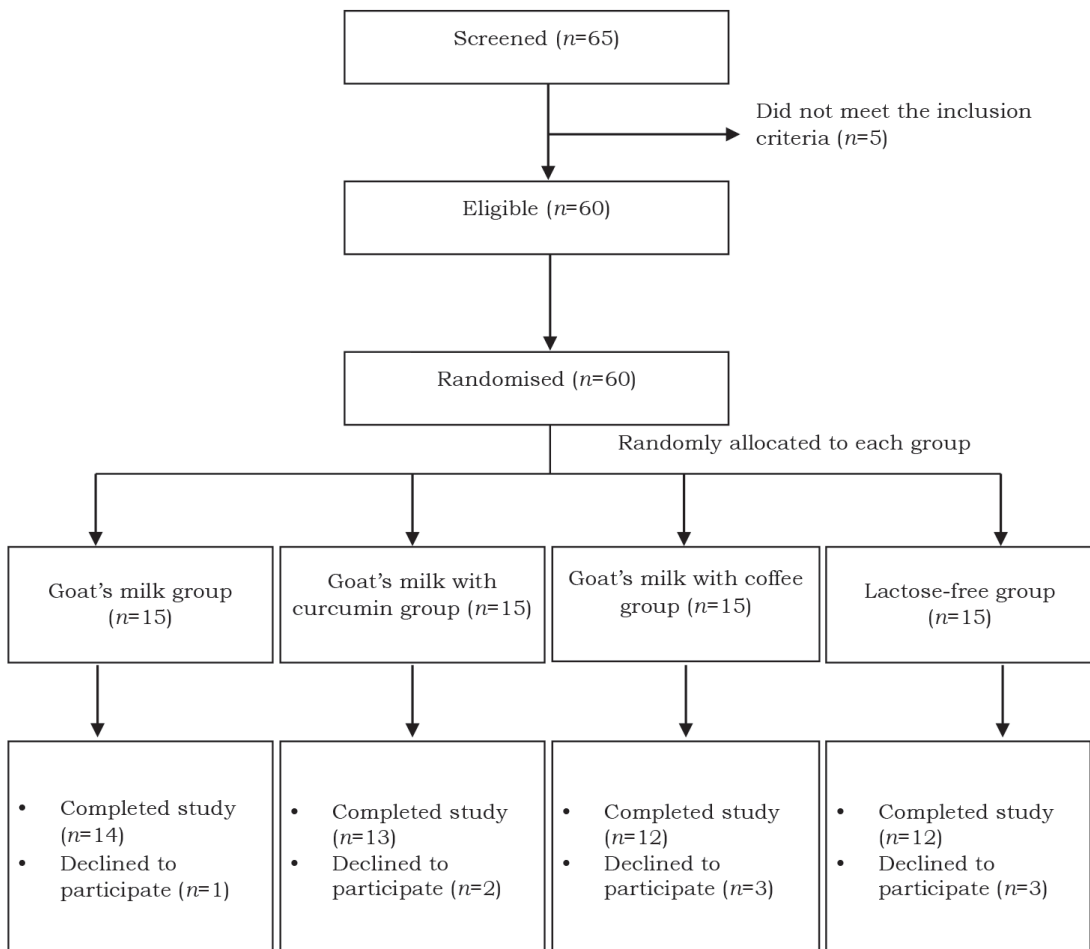 Screened (n=65)
Did not meet the inclusion
criteria (n=5)
Eligible (n=60)
Randomised (n=60)
Randomly allocated to each group
Goat’s milk group
(n=15)
Goat’s milk with
curcumin group (n=15)
Goat’s milk with coffee
group (n=15)
Lactose-free group
(n=15)
• Completed study
(n=14)
• Declined to
participate (n=1)
• Completed study
(n=13)
• Declined to
participate (n=2)
• Completed study
(n=12)
• Declined to
participate (n=3)
• Completed study
(n=12)
• Declined to
participate (n=3)